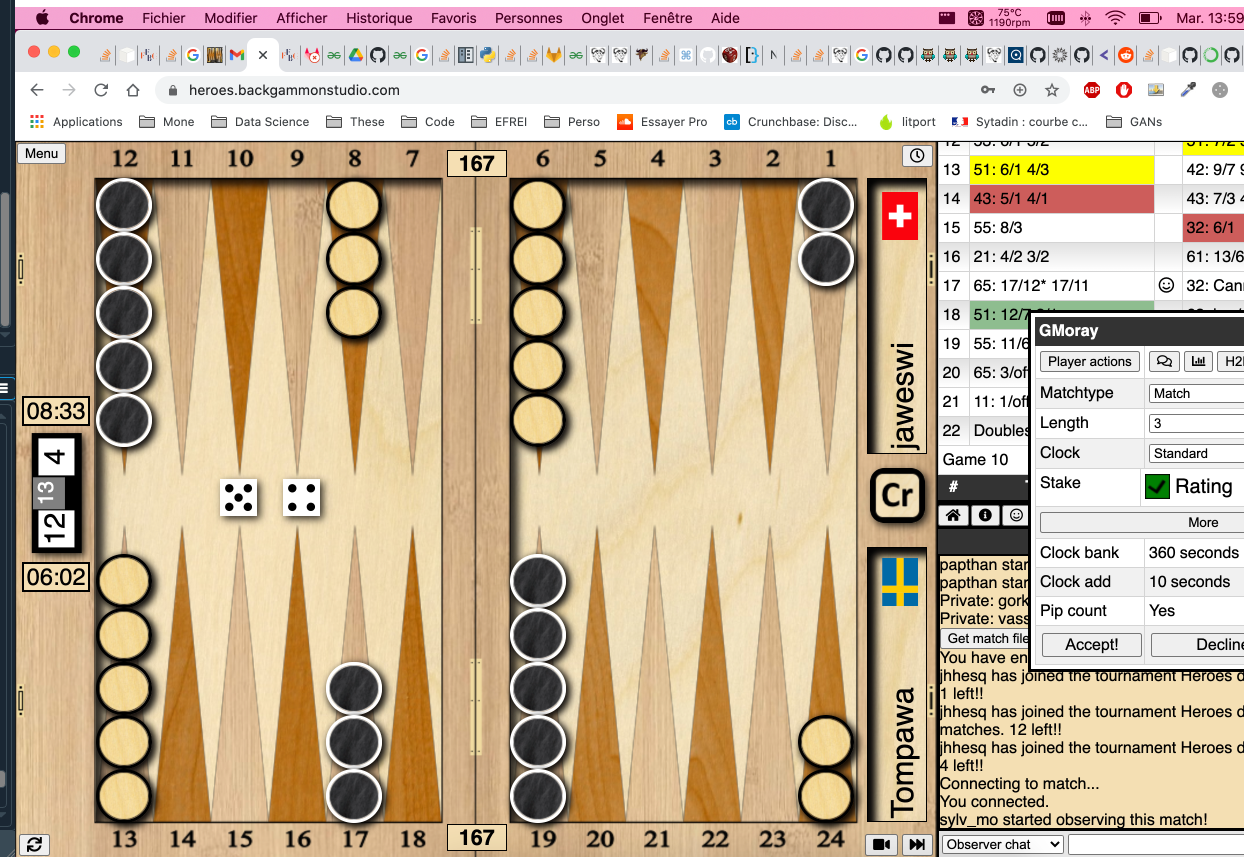 Chrome Fichier Modifier Afficher Historique Favoris Personnes Onglet Fenêtre Aide
75°C
1190rpm
Mar. 13:59
heroes.backgammonstudio.com
ABP
Applications Mone Data Science These Code EFREI Perso Essayer Pro cb Crunchbase: Disc... litport Sytadin : courbe c... GANs
Menu
12 11 10 9 8 7 167 6 5 4 3 2 1
13 51: 6/1 4/3 42: 9/7 9
14 43: 5/1 4/1 43: 7/3 4
15 55: 8/3 32: 6/1
16 21: 4/2 3/2 61: 13/6
17 65: 17/12* 17/11 32: Can
18 51: 12/7
19 55: 11/6
20 65: 3/of
21 11: 1/off
22 Doubles
Game 10
#
GMoray
Player actions H2
Matchtype Match
Length 3
Clock Standard
Stake Rating
More
Clock bank 360 seconds
Clock add 10 seconds
Pip count Yes
Accept! Decline
jaweswi
Cr
Tompawa
08:33
4
13
12
06:02
papthan star
papthan star
Private: gork
Private: vass
Get match file
You have en
jhhesq has joined the tournament Heroes d
1 left!!
jhhesq has joined the tournament Heroes d
matches. 12 left!!
jhhesq has joined the tournament Heroes d
4 left!!
Connecting to match...
You connected.
sylv_mo started observing this match!
Observer chat
13 14 15 16 17 18 167 19 20 21 22 23 24